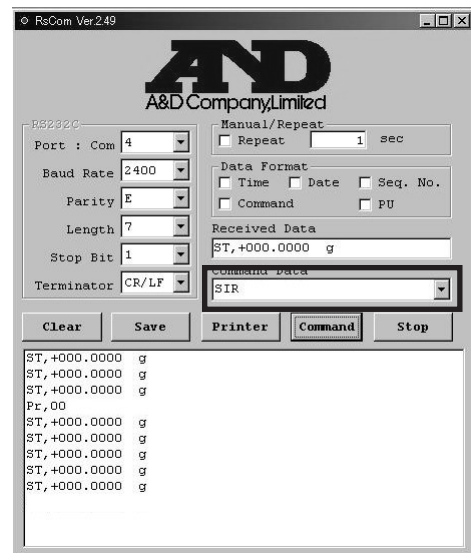 RsCom Ver.2.49
AND
A&D Company,Limited
RS232C
Port : Com 4
Baud Rate 2400
Parity E
Length 7
Stop Bit 1
Terminator CR/LF
Manual/Repeat
Repeat 1 sec
Data Format
Time Date Seq. No.
Command PU
Received Data
ST,+000.0000 g
Command Data
SIR
Clear Save Printer Command Stop
ST,+000.0000 g
ST,+000.0000 g
ST,+000.0000 g
Pr,00
ST,+000.0000 g
ST,+000.0000 g
ST,+000.0000 g
ST,+000.0000 g
ST,+000.0000 g